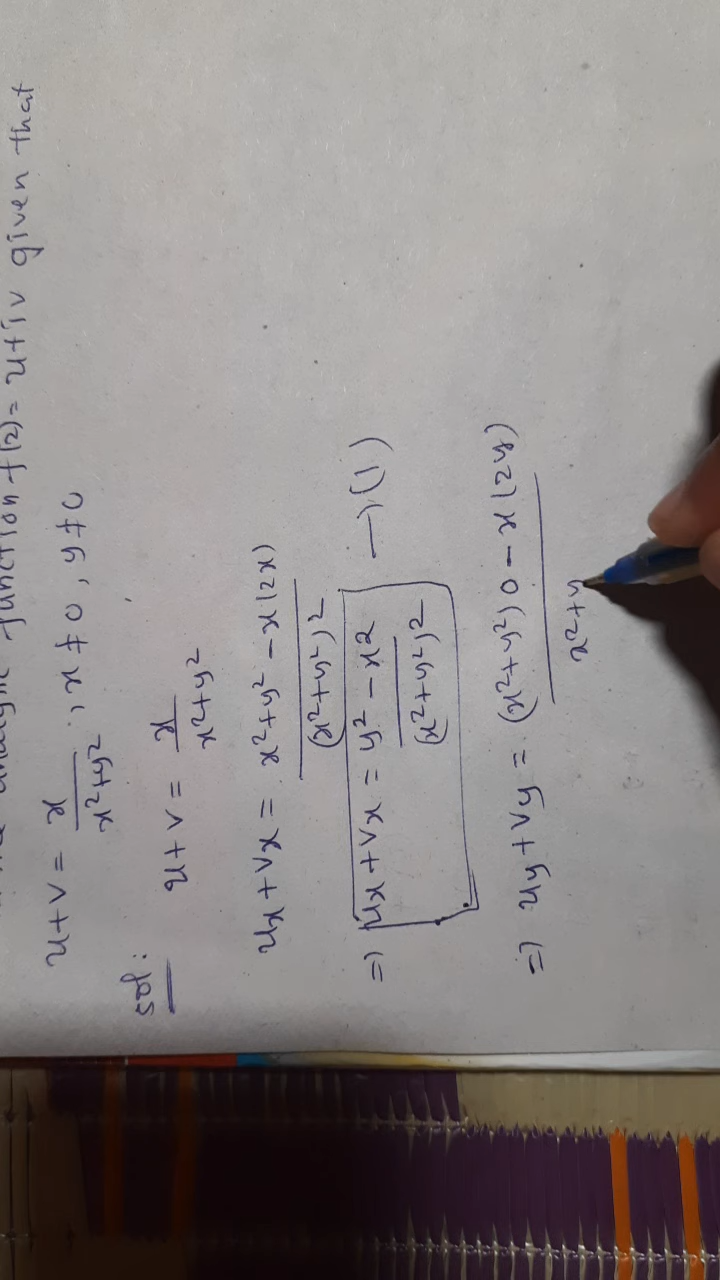 analytic function f(z) = u+iv given that
u+v = x/(x²+y²), x≠0, y≠0
Sol: u+v = x/(x²+y²)
ux+vx = (x²+y²-x(2x))/(x²+y²)²
⇒ ux+vx = (y²-x²)/(x²+y²)² →(1)
⇒ uy+vy = ((x²+y²)0-x(2y))/(x²+y